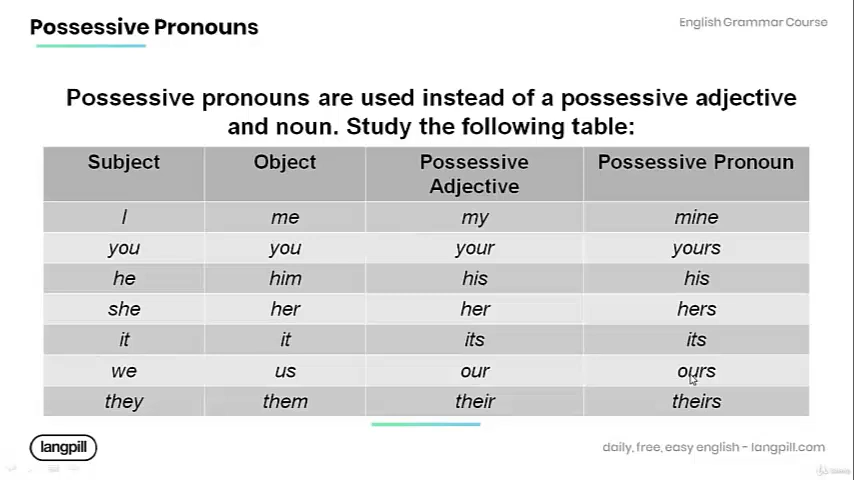 Possessive Pronouns
English Grammar Course
Possessive pronouns are used instead of a possessive adjective
and noun. Study the following table:
Subject Object Possessive Adjective Possessive Pronoun
I me my mine
you you your yours
he him his his
she her her hers
it it its its
we us our ours
they them their theirs
langpill
daily, free, easy english - langpill.com
Udemy